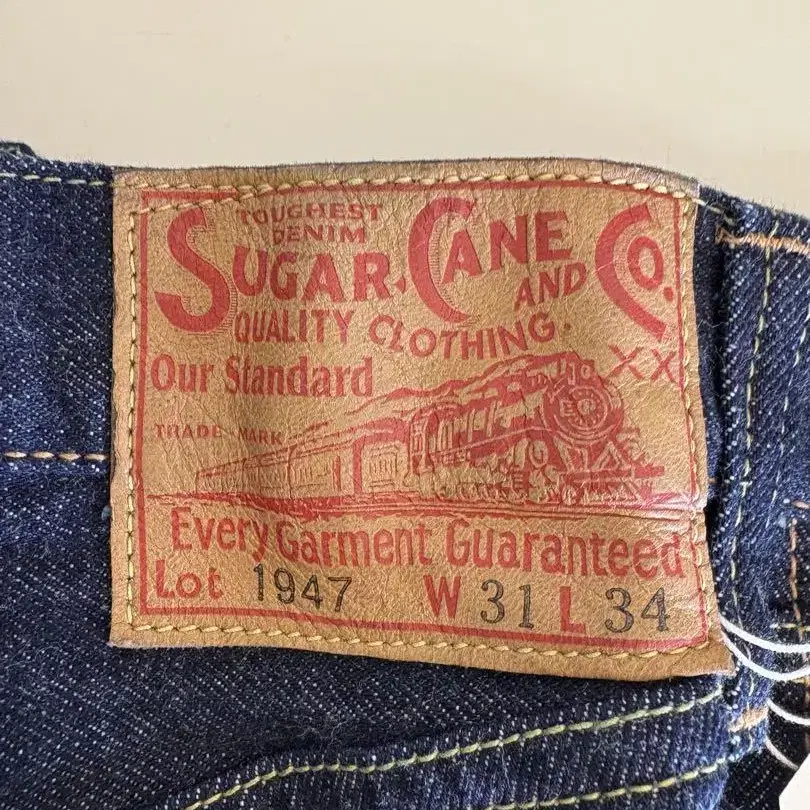 TOUGHEST
DENIM
SUGAR CANE CO.
AND
QUALITY CLOTHING.
Our Standard
XX
TRADE MARK
Every Garment Guaranteed
Lot 1947 W 31 L 34